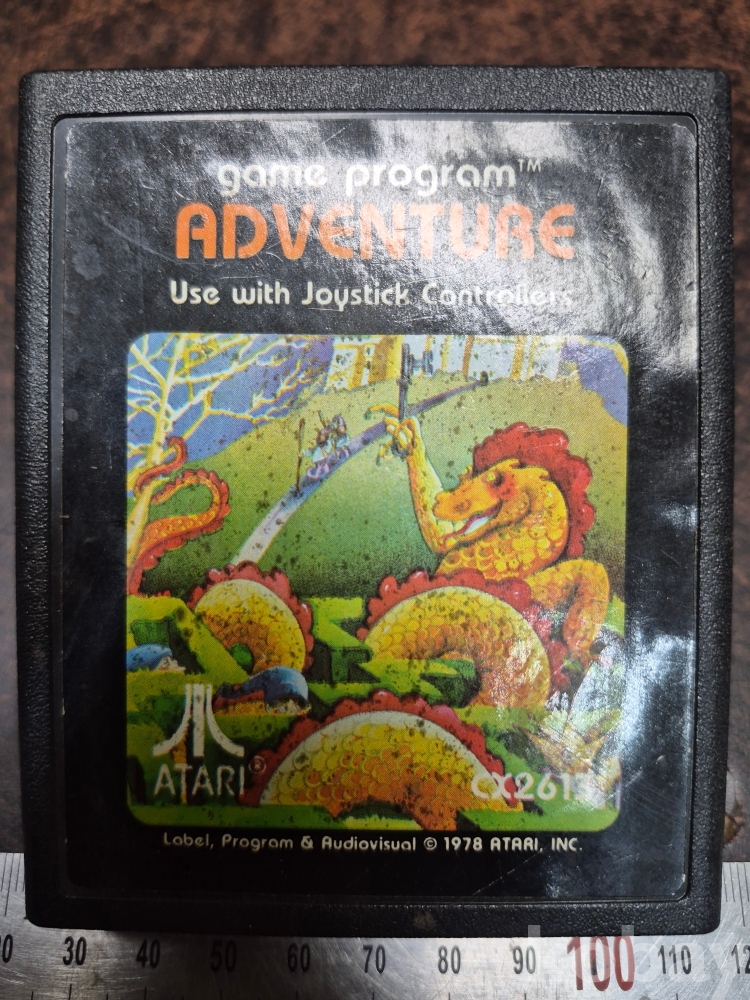 game program™
ADVENTURE
Use with Joystick Controllers
ATARI®
Label, Program & Audiovisual © 1978 ATARI, INC.
30 40 50 60 70 80 90 100 110